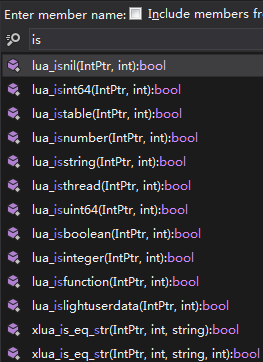 Enter member name: Include members fr
is
lua_isnil(IntPtr, int):bool
lua_isint64(IntPtr, int):bool
lua_istable(IntPtr, int):bool
lua_isnumber(IntPtr, int):bool
lua_isstring(IntPtr, int):bool
lua_isthread(IntPtr, int):bool
lua_isuint64(IntPtr, int):bool
lua_isboolean(IntPtr, int):bool
lua_isinteger(IntPtr, int):bool
lua_isfunction(IntPtr, int):bool
lua_islightuserdata(IntPtr, int):bool
xlua_is_eq_str(IntPtr, int, string):bool
xlua_is_eq_str(IntPtr, int, string, int):bool